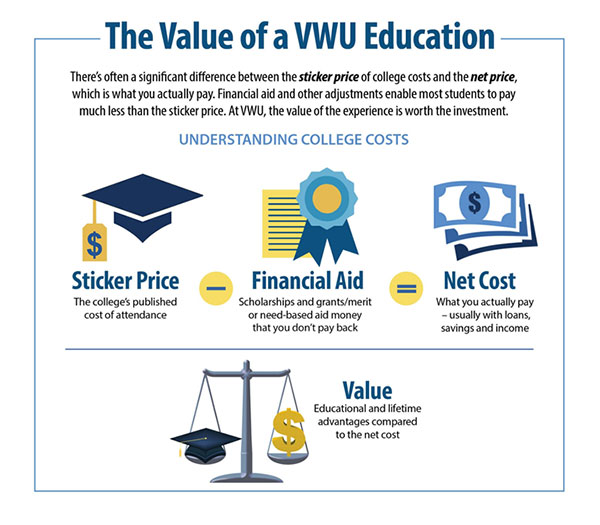 The Value of a VWU Education
There's often a significant difference between the sticker price of college costs and the net price,
which is what you actually pay. Financial aid and other adjustments enable most students to pay
much less than the sticker price. At VWU, the value of the experience is worth the investment.
UNDERSTANDING COLLEGE COSTS
$
$
Sticker Price
The college's published
cost of attendance
–
Financial Aid
Scholarships and grants/merit
or need-based aid money
that you don't pay back
=
Net Cost
What you actually pay
– usually with loans,
savings and income
$
Value
Educational and lifetime
advantages compared
to the net cost